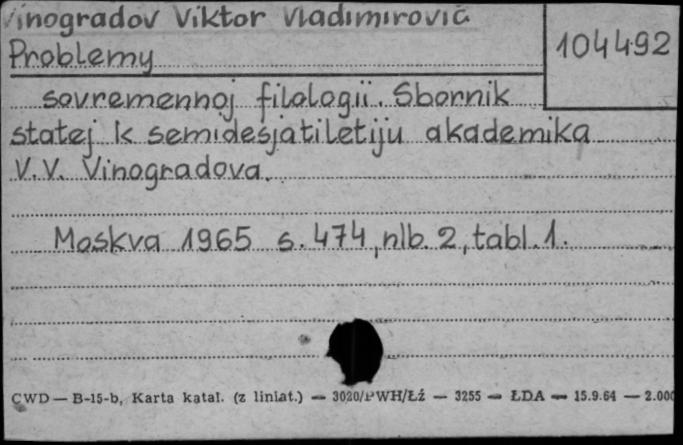 Vinogradov Viktor Vladimirovič
104492
Problemy
sovremennoj filologii. Sbornik
statej k semidesjatiletiju akademika
V.V. Vinogradova.
Moskva 1965 s. 474, nlb. 2, tabl. 1.
CWD — B-15-b, Karta katal. (z liniat.) — 3020/PWH/Łź — 3255 — ŁDA — 15.9.64 — 2.000